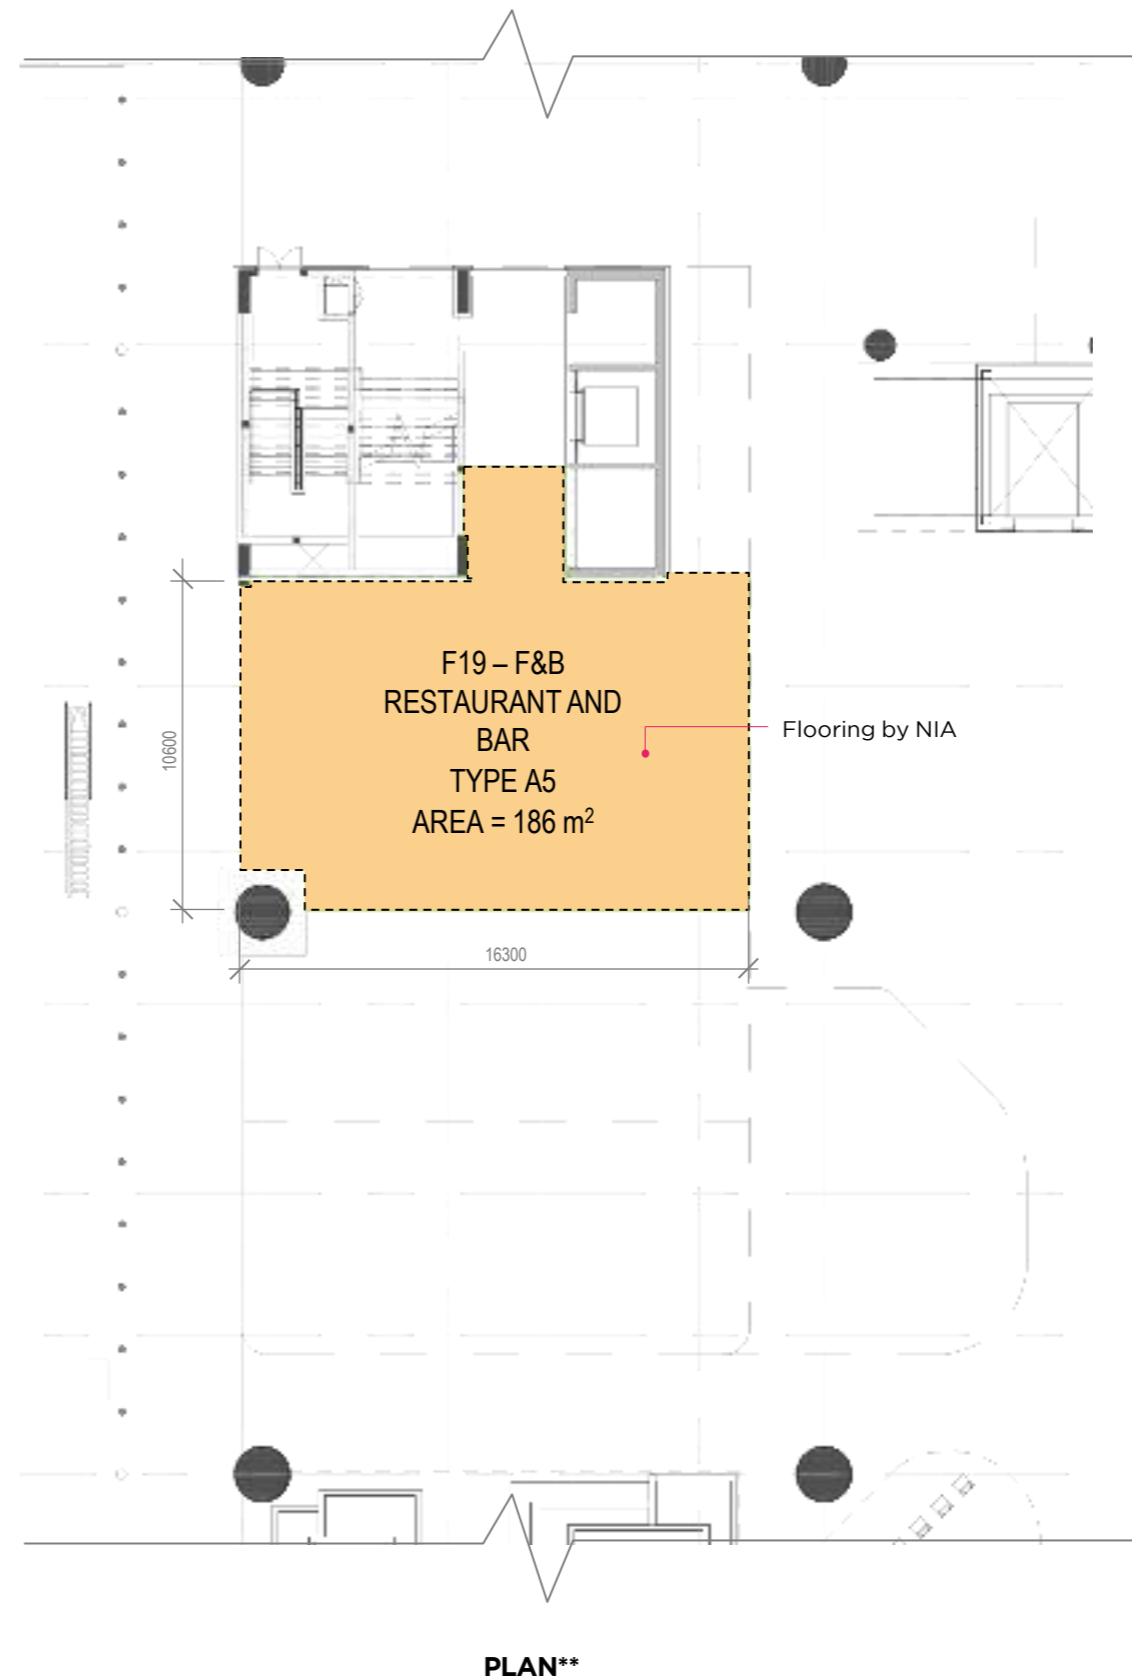 F19 – F&B
RESTAURANT AND
BAR
TYPE A5
AREA = 186 m²
Flooring by NIA
10600
16300
PLAN**